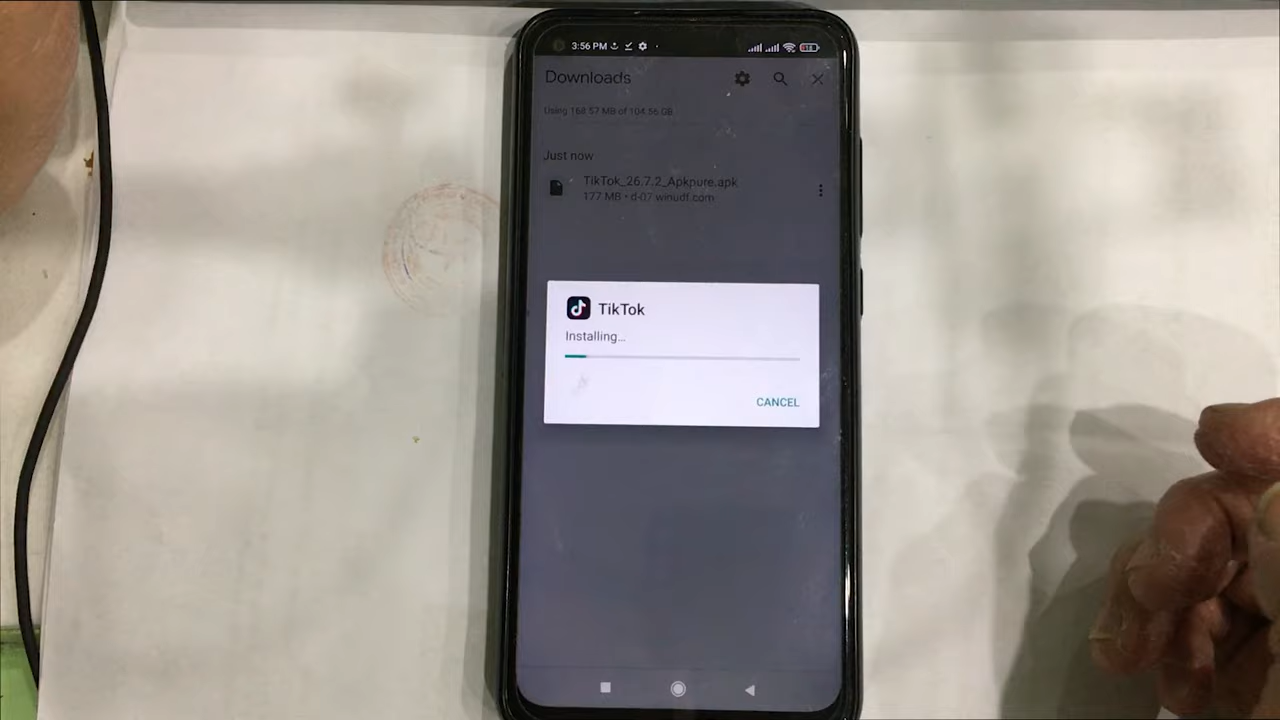 3:56 PM
Downloads
Using 168.57 MB of 104.56 GB
Just now
TikTok_26.7.2_Apkpure.apk
177 MB • d-07 winudf.com
TikTok
Installing...
CANCEL